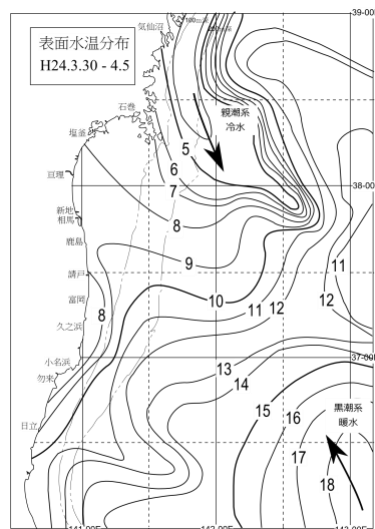 39-00
気仙沼
表面水温分布
H24.3.30 - 4.5
石巻
親潮系
冷水
塩釜
5
6
亘理
7
38-00
新地
相馬
8
鹿島
9
11
請戸
富岡
10
12
8
11
12
久之浜
37-00
小名浜
13
勿来
14
15
黒潮系
暖水
16
日立
17
18